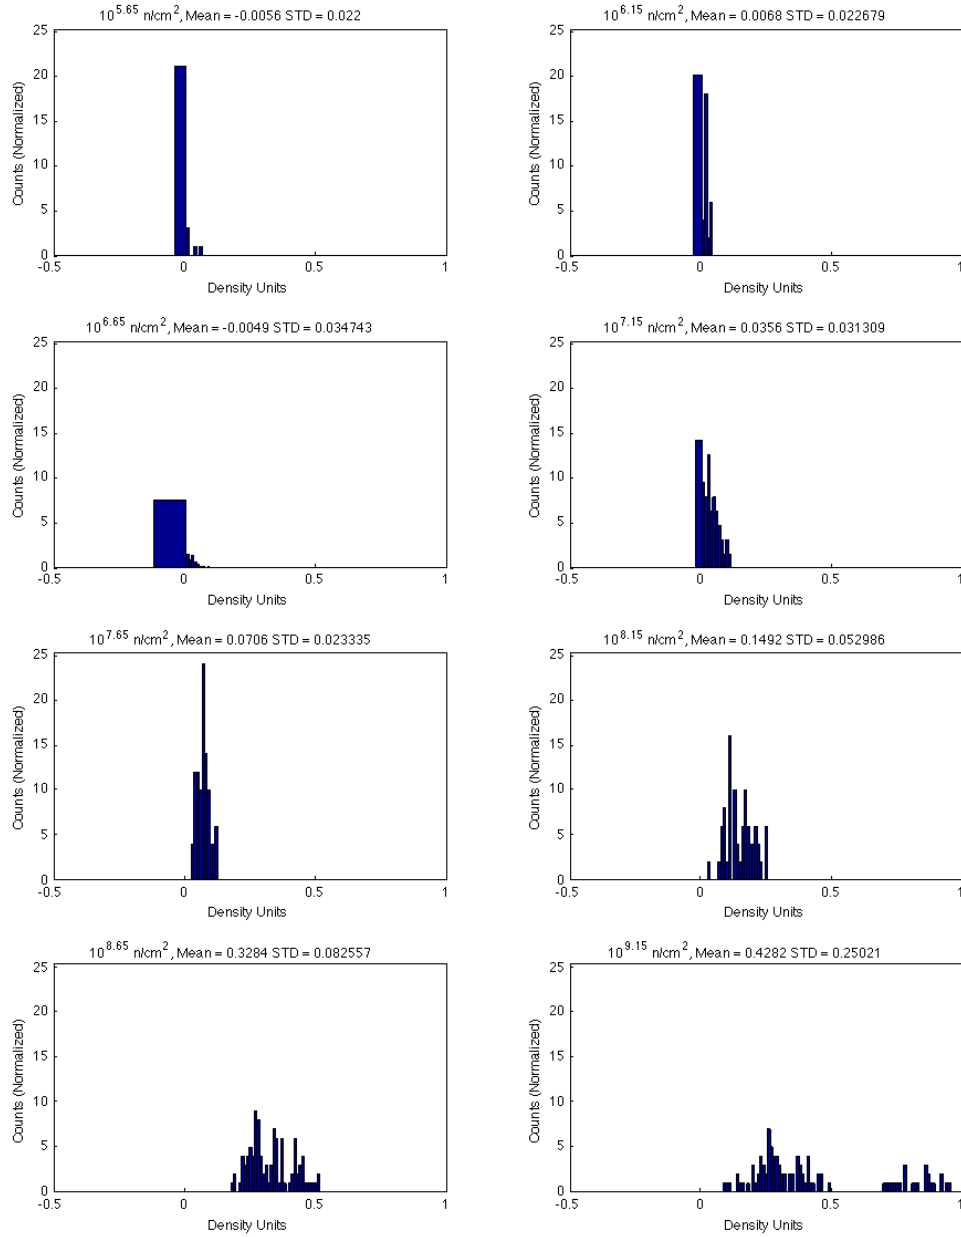 10^5.65 n/cm^2, Mean = -0.0056 STD = 0.022
25
20
15
10
5
0
-0.5 0 0.5 1
Counts (Normalized)
Density Units
10^6.15 n/cm^2, Mean = 0.0068 STD = 0.022679
25
20
15
10
5
0
-0.5 0 0.5 1
Counts (Normalized)
Density Units
10^6.65 n/cm^2, Mean = -0.0049 STD = 0.034743
25
20
15
10
5
0
-0.5 0 0.5 1
Counts (Normalized)
Density Units
10^7.15 n/cm^2, Mean = 0.0356 STD = 0.031309
25
20
15
10
5
0
-0.5 0 0.5 1
Counts (Normalized)
Density Units
10^7.65 n/cm^2, Mean = 0.0706 STD = 0.023335
25
20
15
10
5
0
-0.5 0 0.5 1
Counts (Normalized)
Density Units
10^8.15 n/cm^2, Mean = 0.1492 STD = 0.052986
25
20
15
10
5
0
-0.5 0 0.5 1
Counts (Normalized)
Density Units
10^8.65 n/cm^2, Mean = 0.3284 STD = 0.082557
25
20
15
10
5
0
-0.5 0 0.5 1
Counts (Normalized)
Density Units
10^9.15 n/cm^2, Mean = 0.4282 STD = 0.25021
25
20
15
10
5
0
-0.5 0 0.5 1
Counts (Normalized)
Density Units